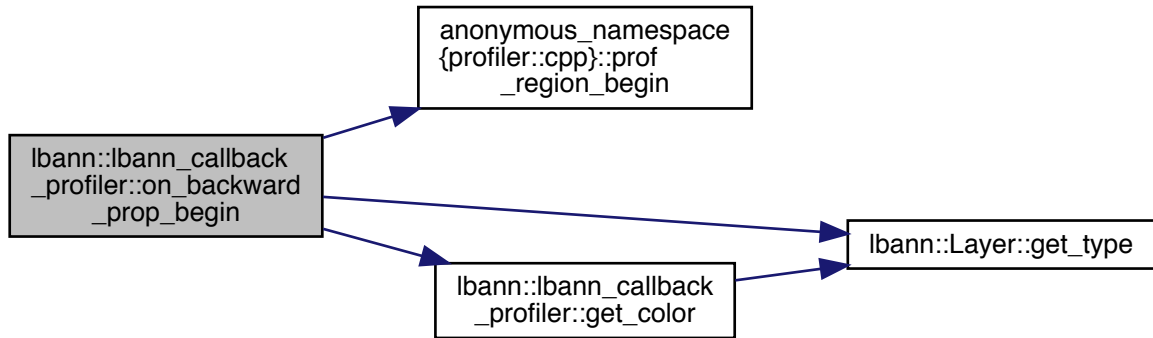 anonymous_namespace
{profiler::cpp}::prof
_region_begin
lbann::lbann_callback
_profiler::on_backward
_prop_begin
lbann::Layer::get_type
lbann::lbann_callback
_profiler::get_color